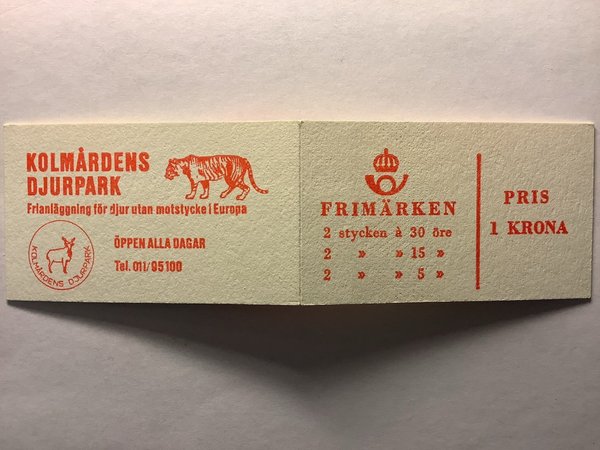 KOLMÅRDENS
DJURPARK
Frianläggning för djur utan motstycke i Europa
KOLMÅRDENS DJURPARK
ÖPPEN ALLA DAGAR
Tel. 011/95100
FRIMÄRKEN
2 stycken à 30 öre
2 » » 15 »
2 » » 5 »
PRIS
1 KRONA